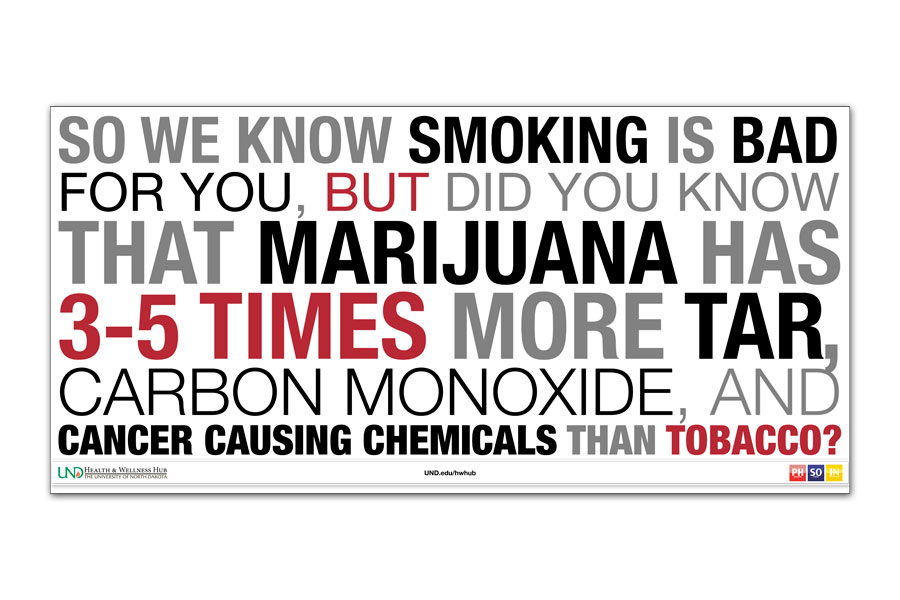 SO WE KNOW SMOKING IS BAD
FOR YOU, BUT DID YOU KNOW
THAT MARIJUANA HAS
3-5 TIMES MORE TAR,
CARBON MONOXIDE, AND
CANCER CAUSING CHEMICALS THAN TOBACCO?
UND HEALTH & WELLNESS HUB
THE UNIVERSITY OF NORTH DAKOTA
UND.edu/hwhub
PH SO IN